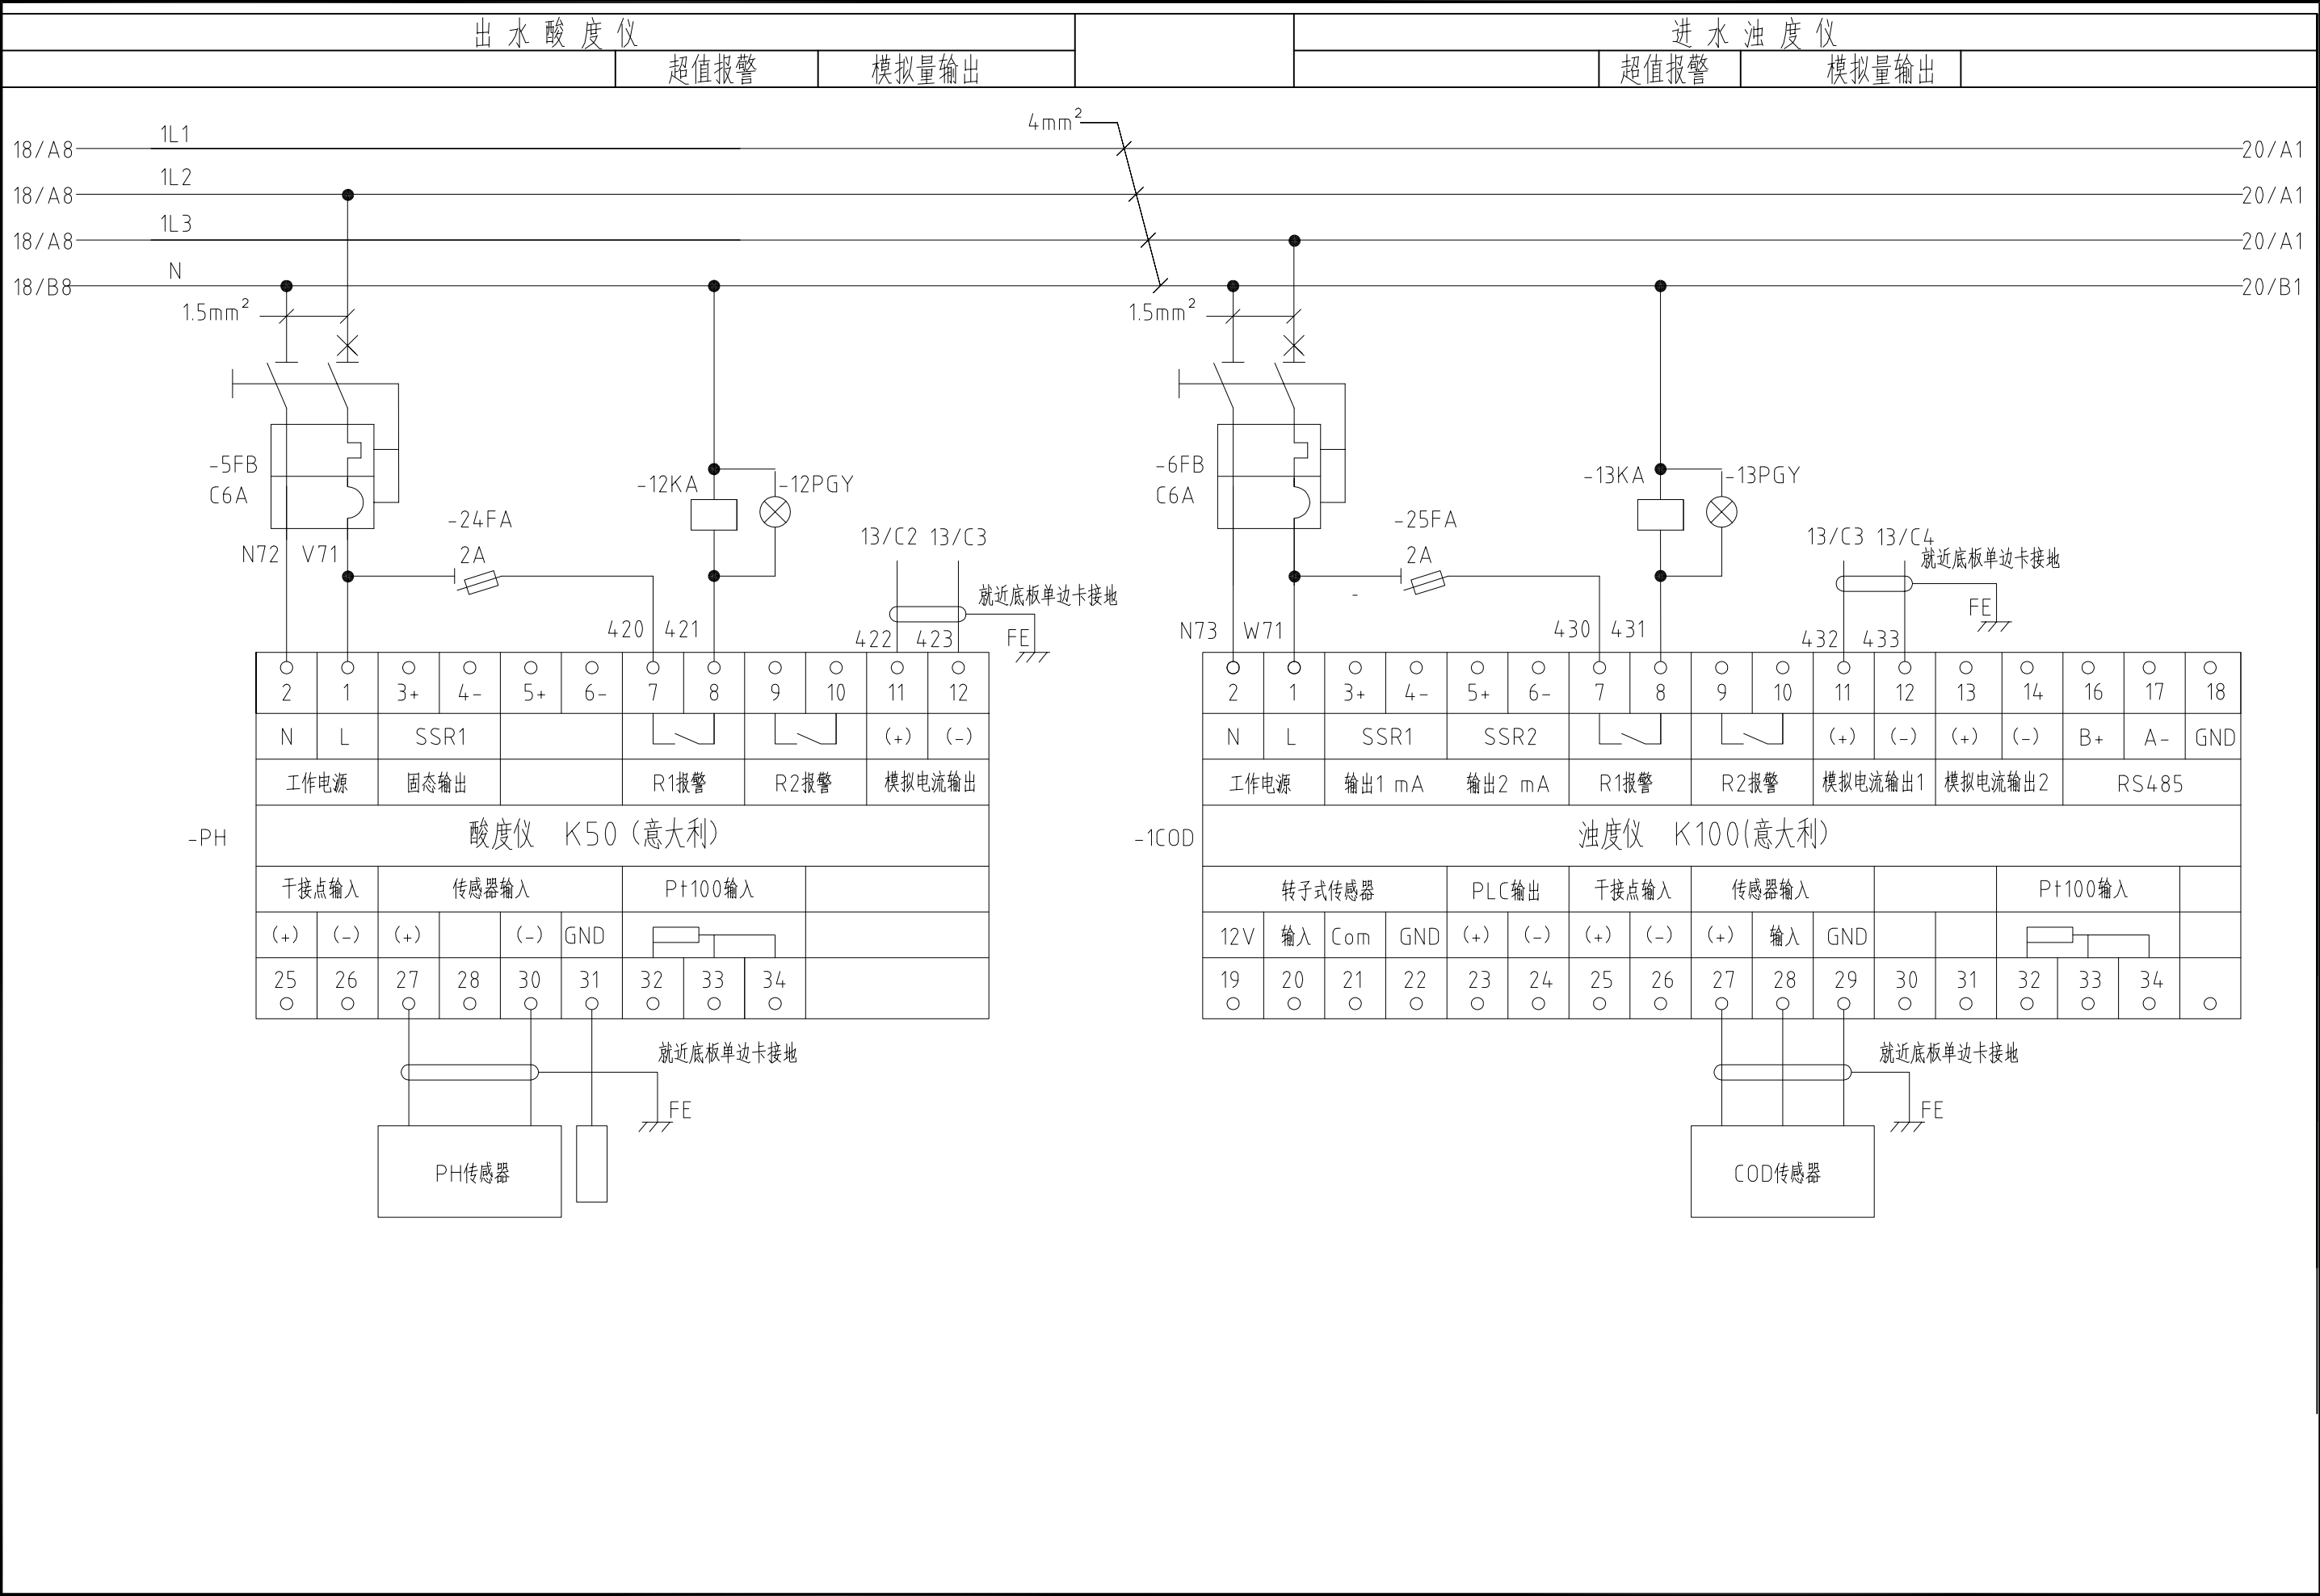 出水酸度仪 进水浊度仪
超值报警 模拟量输出 超值报警 模拟量输出
4mm²
18/A8 1L1 20/A1
18/A8 1L2 20/A1
18/A8 1L3 20/A1
18/B8 N 20/B1
1.5mm² 1.5mm²
-5FB -6FB
C6A C6A
-12KA -12PGY -13KA -13PGY
-24FA -25FA
2A 2A
13/C2 13/C3 13/C3 13/C4
N72 V71
就近底板单边卡接地
就近底板单边卡接地
420 421 422 423 FE
N73 W71 430 431 432 433 FE
-
2 1 3+ 4- 5+ 6- 7 8 9 10 11 12
N L SSR1 (+) (-)
工作电源 固态输出 R1报警 R2报警 模拟电流输出
-PH 酸度仪 K50 (意大利)
干接点输入 传感器输入 Pt100输入
(+) (-) (+) (-) GND
25 26 27 28 30 31 32 33 34
就近底板单边卡接地
FE
PH传感器
2 1 3+ 4- 5+ 6- 7 8 9 10 11 12 13 14 16 17 18
N L SSR1 SSR2 (+) (-) (+) (-) B+ A- GND
工作电源 输出1 mA 输出2 mA R1报警 R2报警 模拟电流输出1 模拟电流输出2 RS485
-1COD 浊度仪 K100(意大利)
转子式传感器 PLC输出 干接点输入 传感器输入 Pt100输入
12V 输入 Com GND (+) (-) (+) (-) (+) 输入 GND
19 20 21 22 23 24 25 26 27 28 29 30 31 32 33 34
就近底板单边卡接地
FE
COD传感器